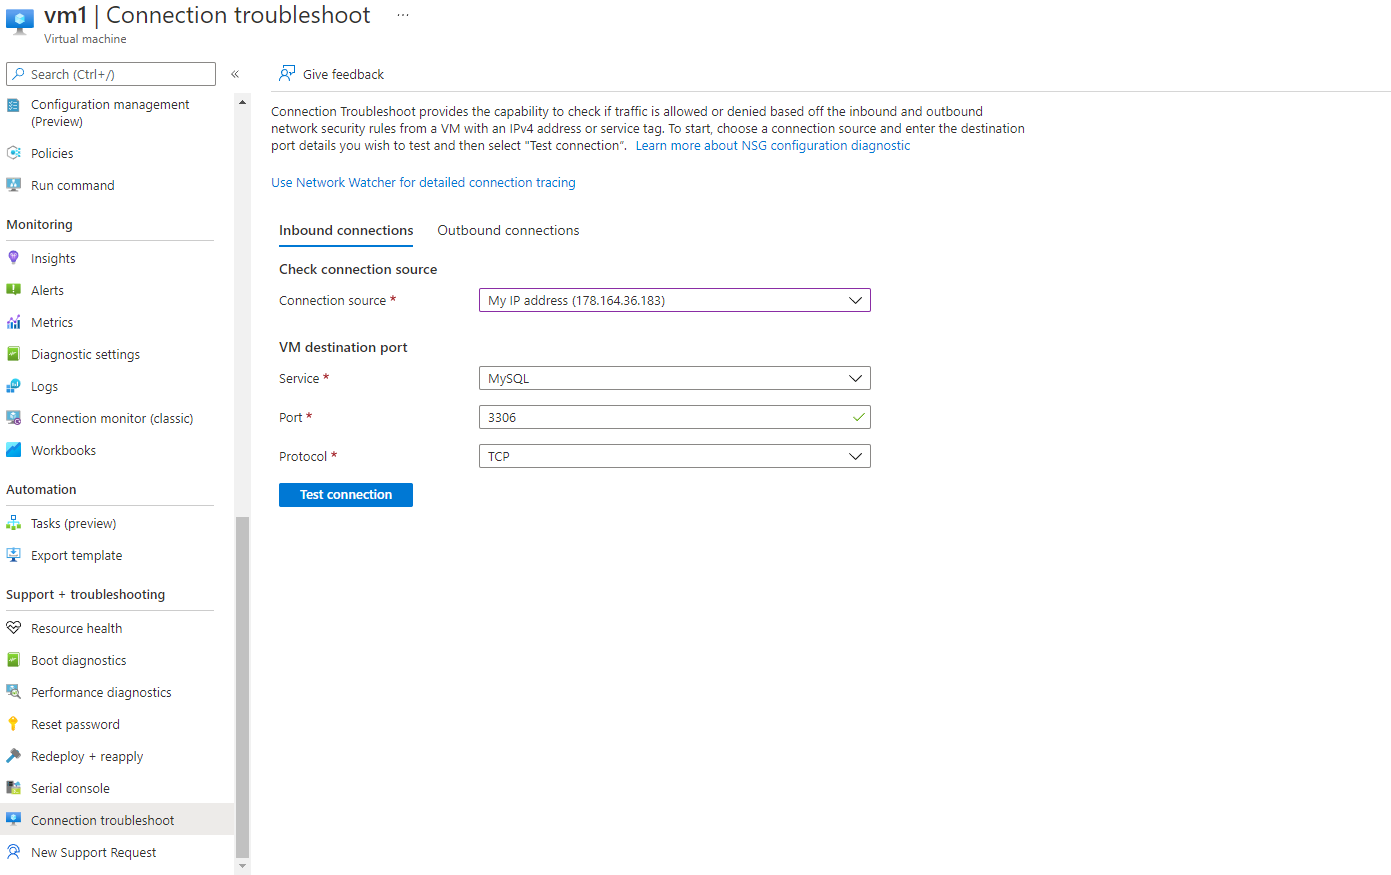 vm1 | Connection troubleshoot ...
Virtual machine
Search (Ctrl+/)
«
Configuration management
(Preview)
Policies
Run command
Monitoring
Insights
Alerts
Metrics
Diagnostic settings
Logs
Connection monitor (classic)
Workbooks
Automation
Tasks (preview)
Export template
Support + troubleshooting
Resource health
Boot diagnostics
Performance diagnostics
Reset password
Redeploy + reapply
Serial console
Connection troubleshoot
New Support Request
Give feedback
Connection Troubleshoot provides the capability to check if traffic is allowed or denied based off the inbound and outbound
network security rules from a VM with an IPv4 address or service tag. To start, choose a connection source and enter the destination
port details you wish to test and then select "Test connection". Learn more about NSG configuration diagnostic
Use Network Watcher for detailed connection tracing
Inbound connections Outbound connections
Check connection source
Connection source * My IP address (178.164.36.183)
VM destination port
Service * MySQL
Port * 3306
Protocol * TCP
Test connection